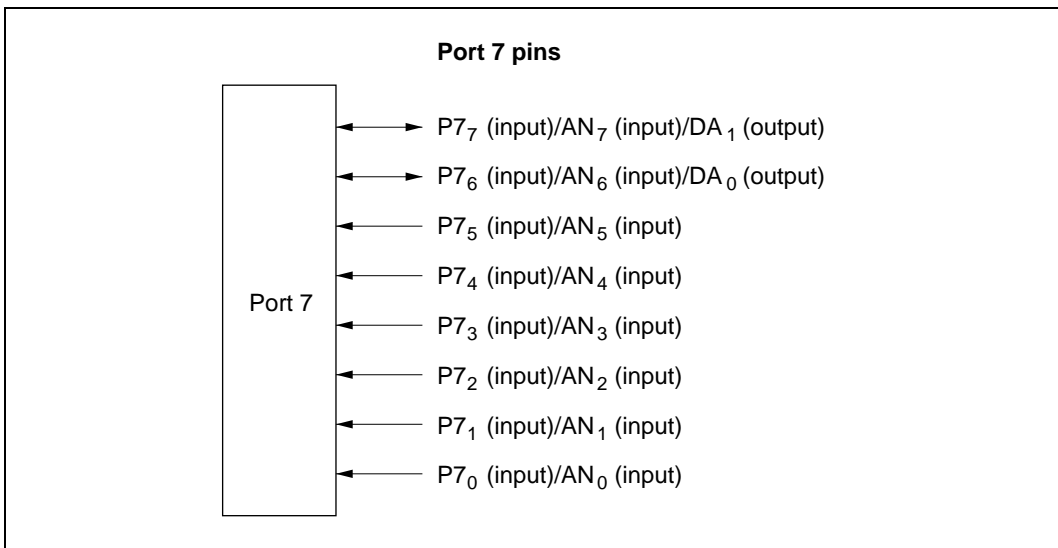 Port 7 pins
P7₇ (input)/AN₇ (input)/DA₁ (output)
P7₆ (input)/AN₆ (input)/DA₀ (output)
P7₅ (input)/AN₅ (input)
P7₄ (input)/AN₄ (input)
Port 7
P7₃ (input)/AN₃ (input)
P7₂ (input)/AN₂ (input)
P7₁ (input)/AN₁ (input)
P7₀ (input)/AN₀ (input)